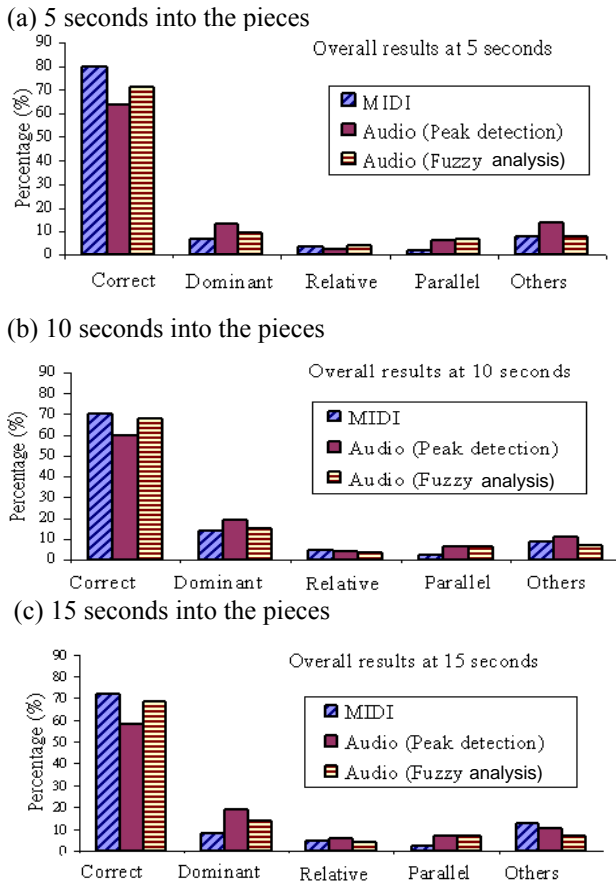 (a) 5 seconds into the pieces
Overall results at 5 seconds
Percentage (%)
90
80
70
60
50
40
30
20
10
0
MIDI
Audio (Peak detection)
Audio (Fuzzy analysis)
Correct Dominant Relative Parallel Others
(b) 10 seconds into the pieces
Overall results at 10 seconds
Percentage (%)
90
80
70
60
50
40
30
20
10
0
MIDI
Audio (Peak detection)
Audio (Fuzzy analysis)
Correct Dominant Relative Parallel Others
(c) 15 seconds into the pieces
Overall results at 15 seconds
Percentage (%)
90
80
70
60
50
40
30
20
10
0
MIDI
Audio (Peak detection)
Audio (Fuzzy analysis)
Correct Dominant Relative Parallel Others